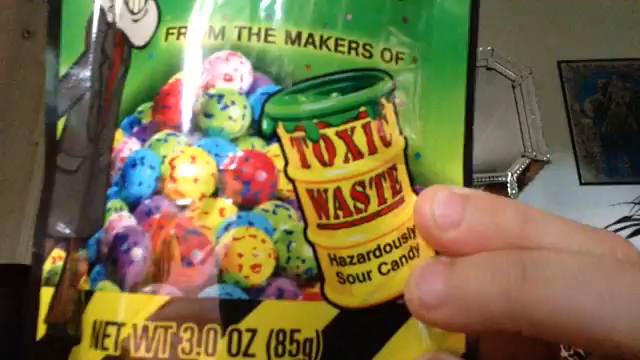 FROM THE MAKERS OF
TOXIC
WASTE
Hazardously
Sour Candy
NET WT 3.0 OZ (85g)